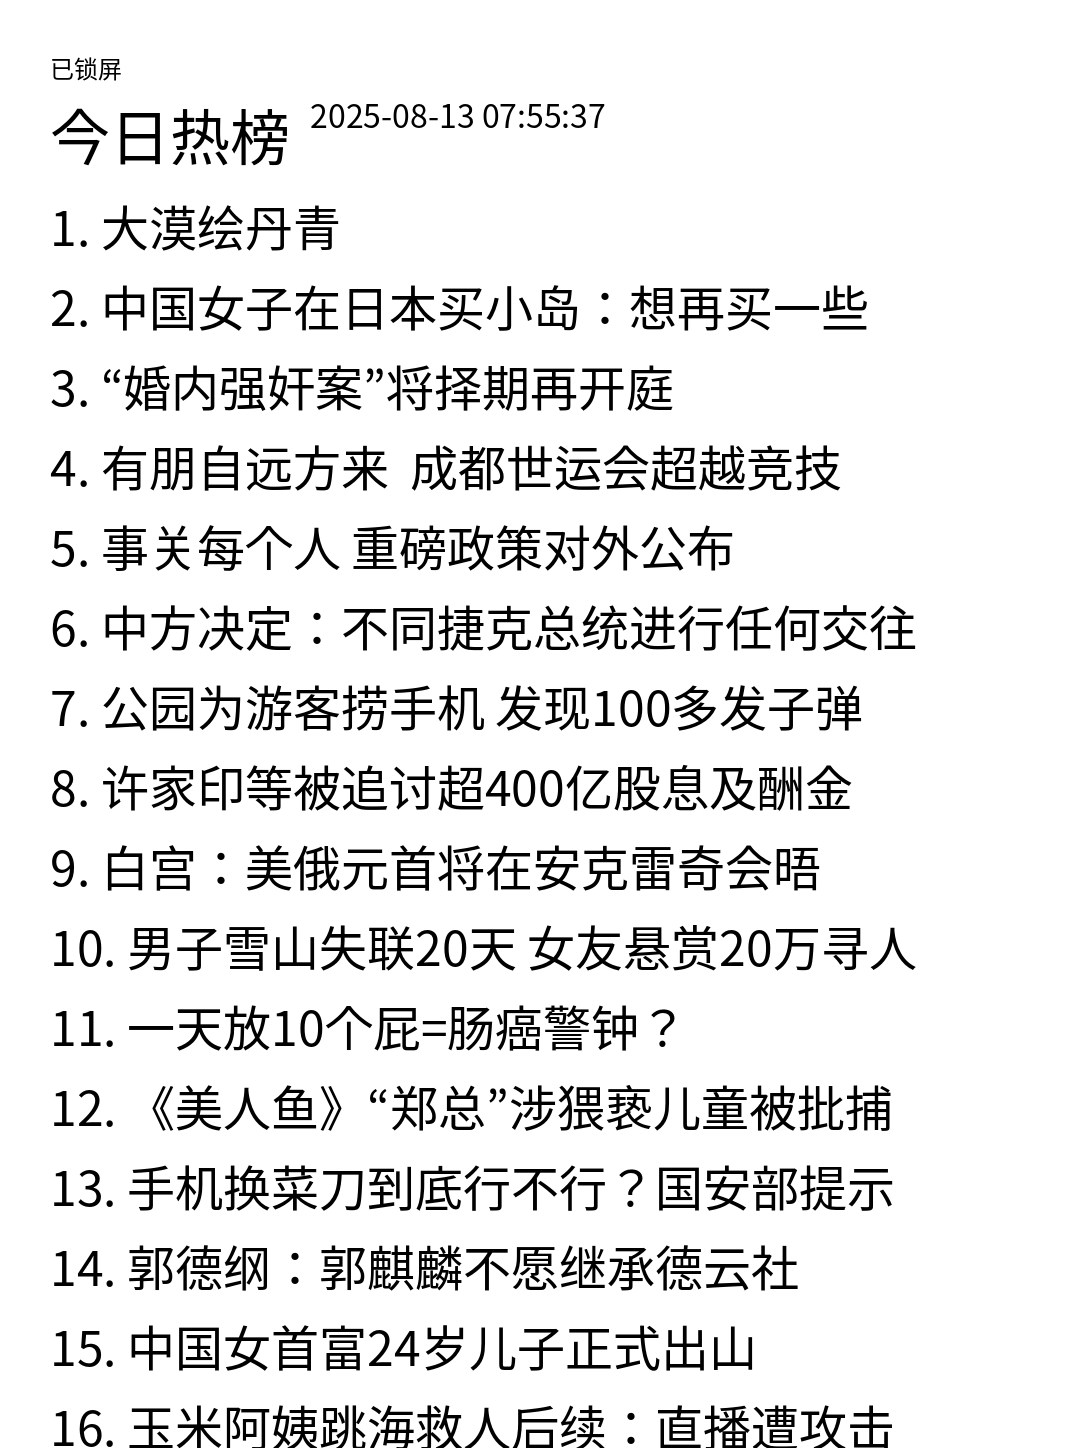 已锁屏
今日热榜 2025-08-13 07:55:37
1. 大漠绘丹青
2. 中国女子在日本买小岛：想再买一些
3. “婚内强奸案”将择期再开庭
4. 有朋自远方来  成都世运会超越竞技
5. 事关每个人 重磅政策对外公布
6. 中方决定：不同捷克总统进行任何交往
7. 公园为游客捞手机 发现100多发子弹
8. 许家印等被追讨超400亿股息及酬金
9. 白宫：美俄元首将在安克雷奇会晤
10. 男子雪山失联20天 女友悬赏20万寻人
11. 一天放10个屁=肠癌警钟？
12. 《美人鱼》“郑总”涉猥亵儿童被批捕
13. 手机换菜刀到底行不行？国安部提示
14. 郭德纲：郭麒麟不愿继承德云社
15. 中国女首富24岁儿子正式出山
16. 玉米阿姨跳海救人后续：直播遭攻击